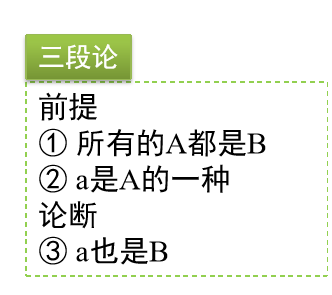 三段论
前提
① 所有的A都是B
② a是A的一种
论断
③ a也是B